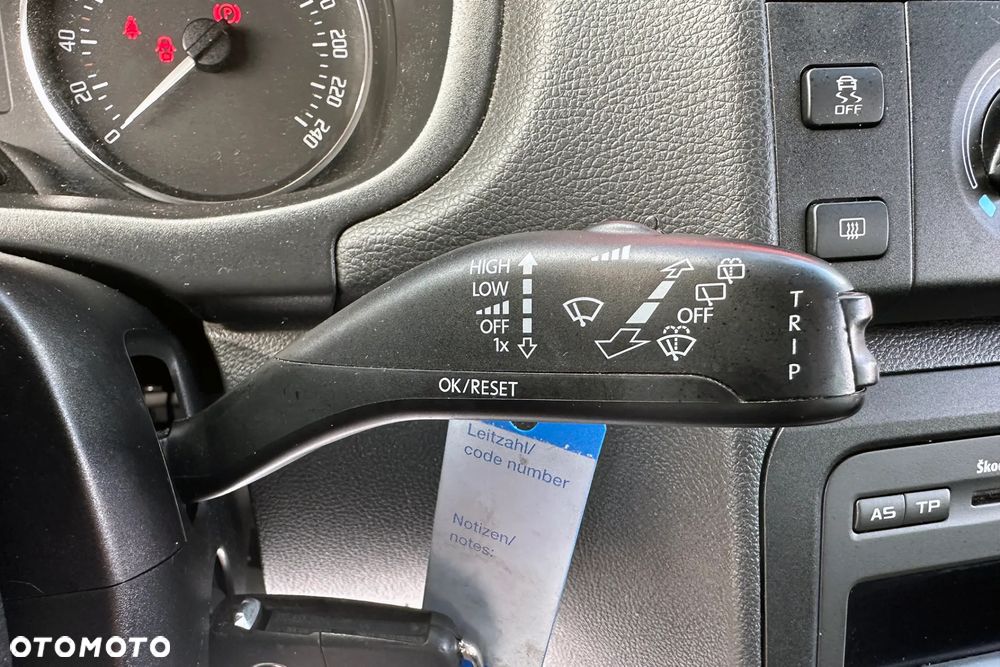 40
20
0
200
220
240
OFF
HIGH
LOW
OFF
1x
OFF
TRIP
OK/RESET
Leitzahl/
code number
Notizen/
notes:
AS
TP
OTOMOTO